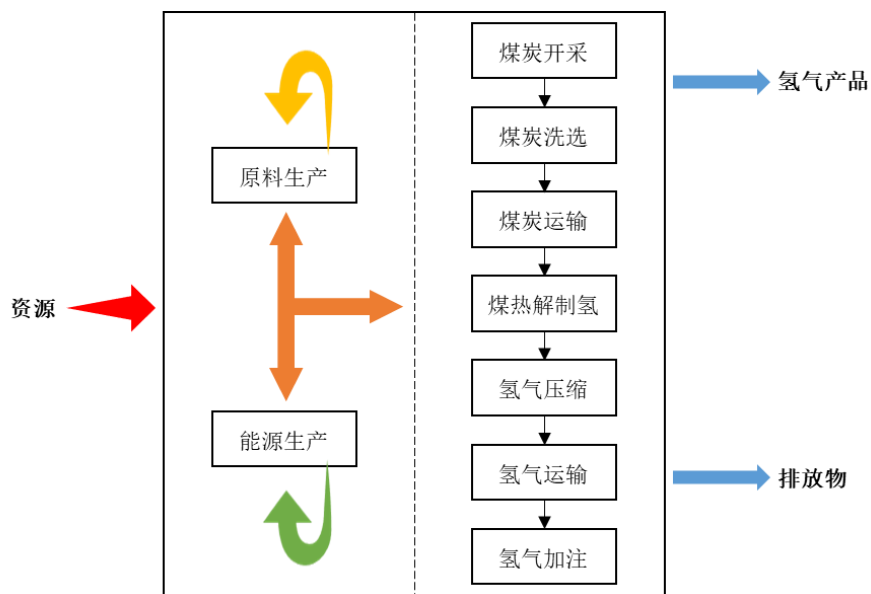 资源
原料生产
能源生产
煤炭开采
煤炭洗选
煤炭运输
煤热解制氢
氢气压缩
氢气运输
氢气加注
氢气产品
排放物